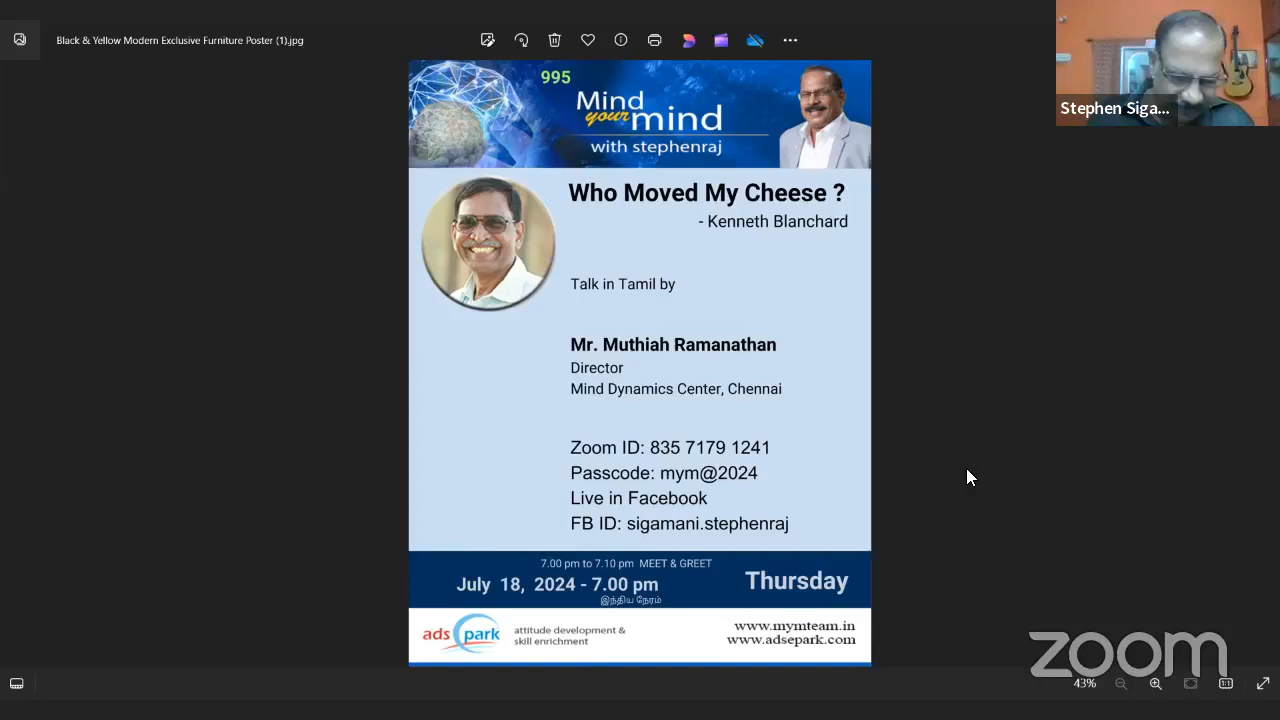 Black & Yellow Modern Exclusive Furniture Poster (1).jpg
Stephen Siga...
995
Mind
your mind
with stephenraj
Who Moved My Cheese ?
- Kenneth Blanchard
Talk in Tamil by
Mr. Muthiah Ramanathan
Director
Mind Dynamics Center, Chennai
Zoom ID: 835 7179 1241
Passcode: mym@2024
Live in Facebook
FB ID: sigamani.stephenraj
7.00 pm to 7.10 pm MEET & GREET
July 18, 2024 - 7.00 pm
Thursday
இந்திய நேரம்
ads park
attitude development &
skill enrichment
www.mymteam.in
www.adsepark.com
zoom
43%
1:1